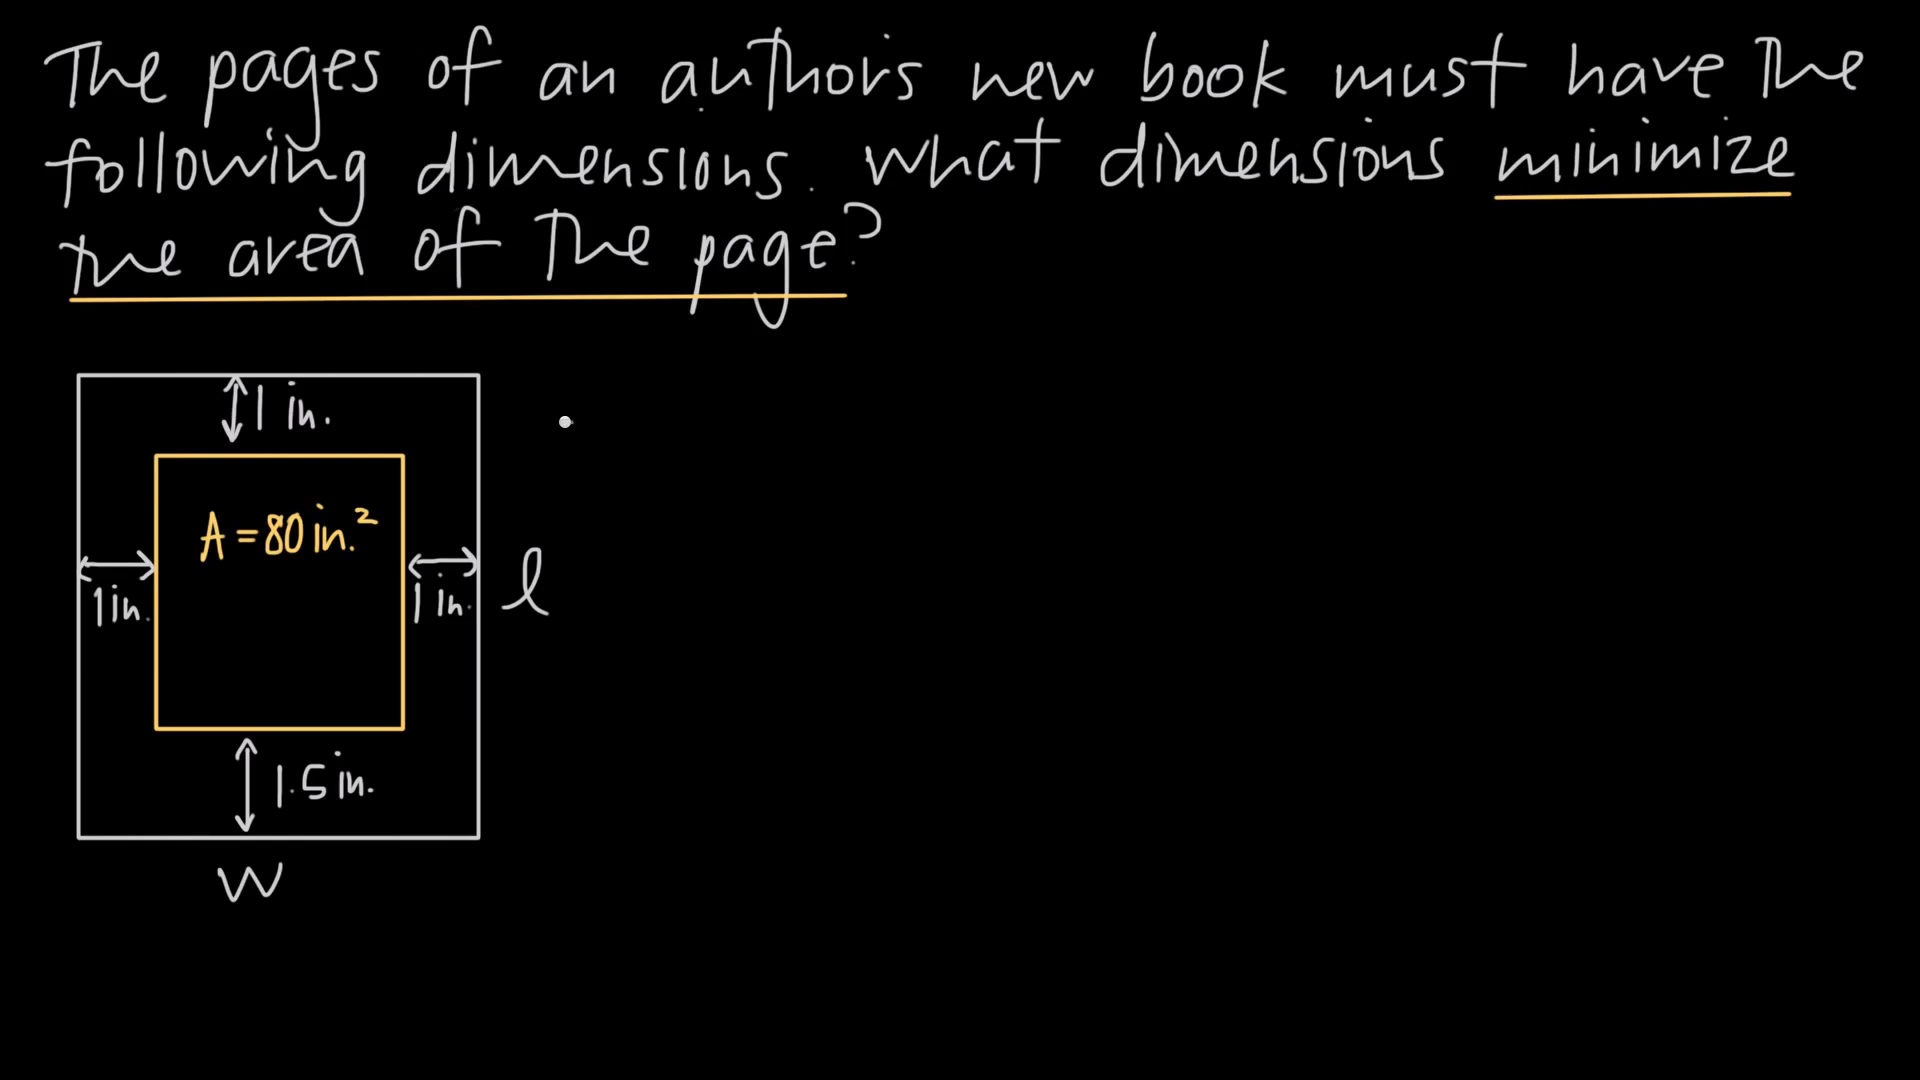 The pages of an authors new book must have the
following dimensions. what dimensions minimize
the area of the page?
1 in.
A = 80 in.²
1 in.
1 in.
l
1.5 in.
w